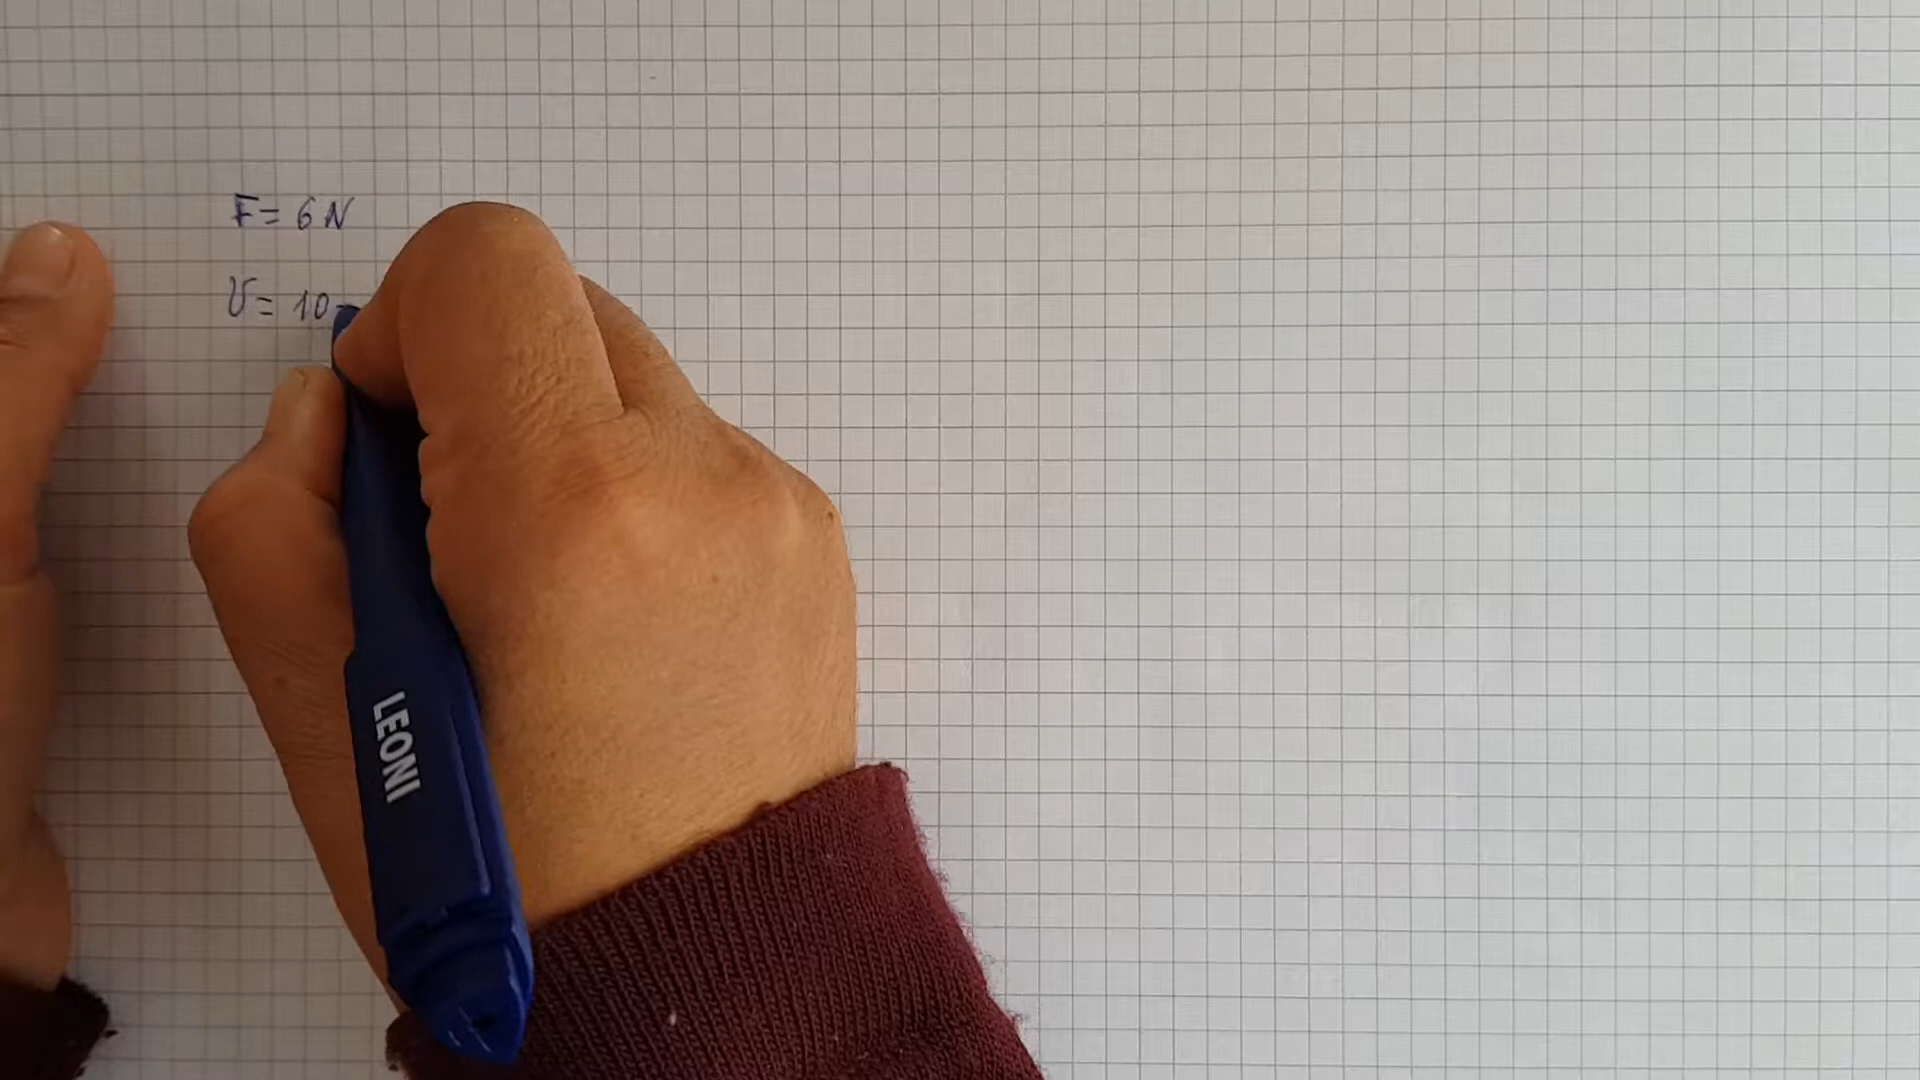 F = 6 N
v = 10
LEONI